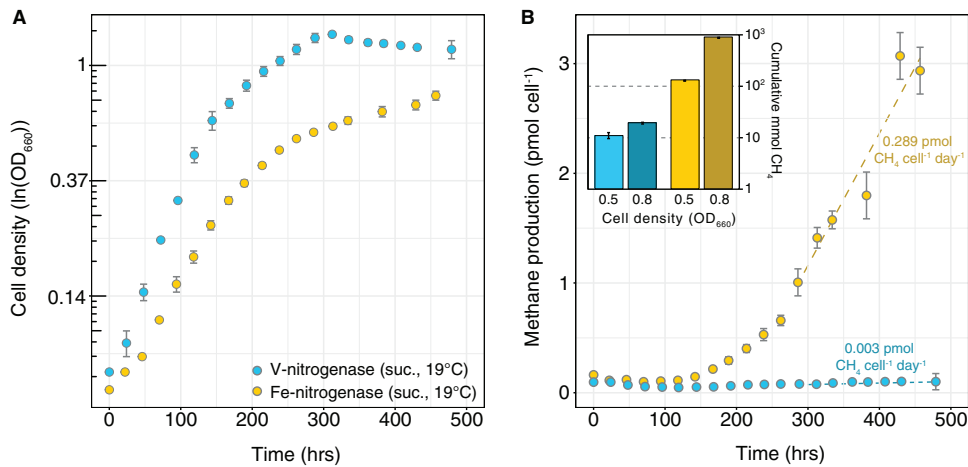 A
Cell density (ln(OD660))
1
0.37
0.14
V-nitrogenase (suc., 19°C)
Fe-nitrogenase (suc., 19°C)
0 100 200 300 400 500
Time (hrs)
B
Methane production (pmol cell-1)
3
2
1
0
10³
10²
10
1
Cumulative mmol CH4
0.5 0.8 0.5 0.8
Cell density (OD660)
0.289 pmol
CH4 cell-1 day-1
0.003 pmol
CH4 cell-1 day-1
0 100 200 300 400 500
Time (hrs)